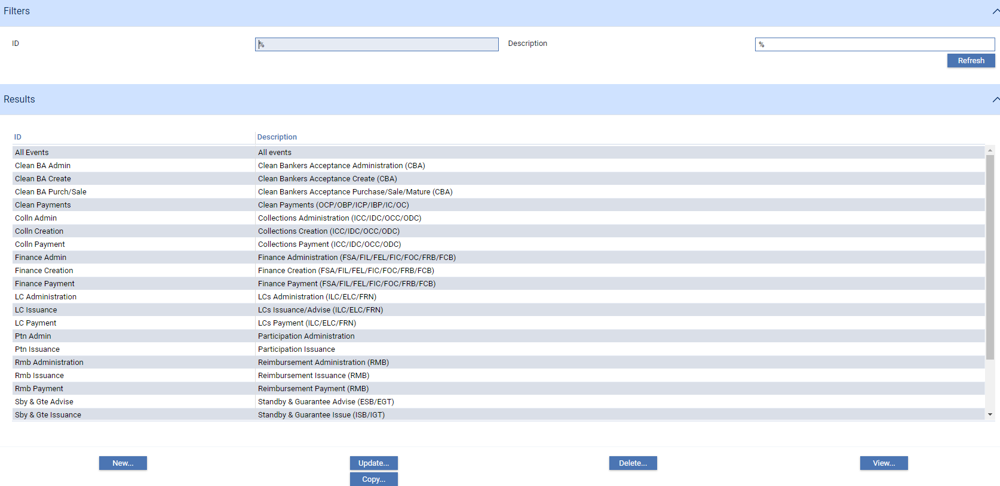 Filters
ID % Description %
Refresh
Results
ID Description
All Events All events
Clean BA Admin Clean Bankers Acceptance Administration (CBA)
Clean BA Create Clean Bankers Acceptance Create (CBA)
Clean BA Purch/Sale Clean Bankers Acceptance Purchase/Sale/Mature (CBA)
Clean Payments Clean Payments (OCP/OBP/ICP/IBP/IC/OC)
Colln Admin Collections Administration (ICC/IDC/OCC/ODC)
Colln Creation Collections Creation (ICC/IDC/OCC/ODC)
Colln Payment Collections Payment (ICC/IDC/OCC/ODC)
Finance Admin Finance Administration (FSA/FIL/FEL/FIC/FOC/FRB/FCB)
Finance Creation Finance Creation (FSA/FIL/FEL/FIC/FOC/FRB/FCB)
Finance Payment Finance Payment (FSA/FIL/FEL/FIC/FOC/FRB/FCB)
LC Administration LCs Administration (ILC/ELC/FRN)
LC Issuance LCs Issuance/Advise (ILC/ELC/FRN)
LC Payment LCs Payment (ILC/ELC/FRN)
Ptn Admin Participation Administration
Ptn Issuance Participation Issuance
Rmb Administration Reimbursement Administration (RMB)
Rmb Issuance Reimbursement Issuance (RMB)
Rmb Payment Reimbursement Payment (RMB)
Sby & Gte Advise Standby & Guarantee Advise (ESB/EGT)
Sby & Gte Issuance Standby & Guarantee Issue (ISB/IGT)
New... Update... Delete... View...
Copy...